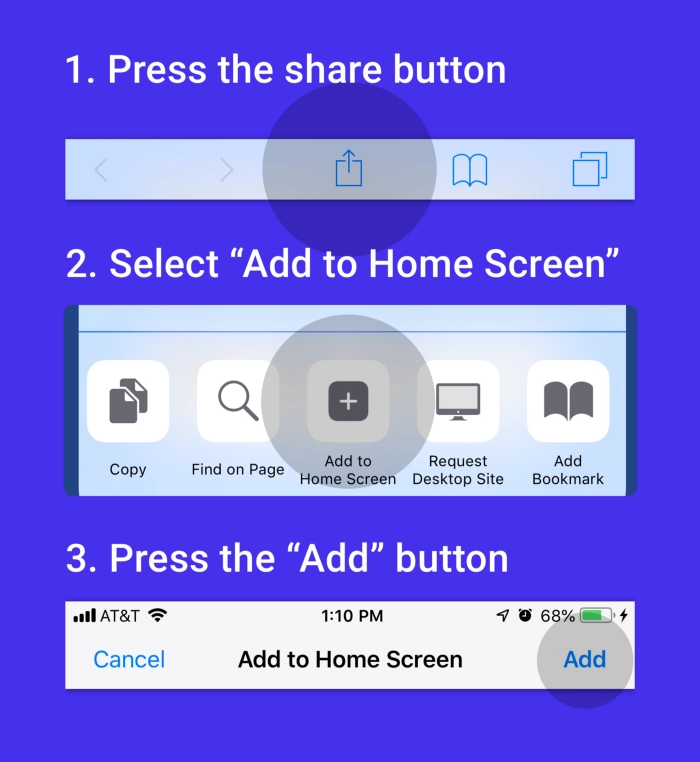 1. Press the share button
2. Select “Add to Home Screen”
Copy
Find on Page
Add to
Home Screen
Request
Desktop Site
Add
Bookmark
3. Press the “Add” button
AT&T 1:10 PM 68%
Cancel Add to Home Screen Add